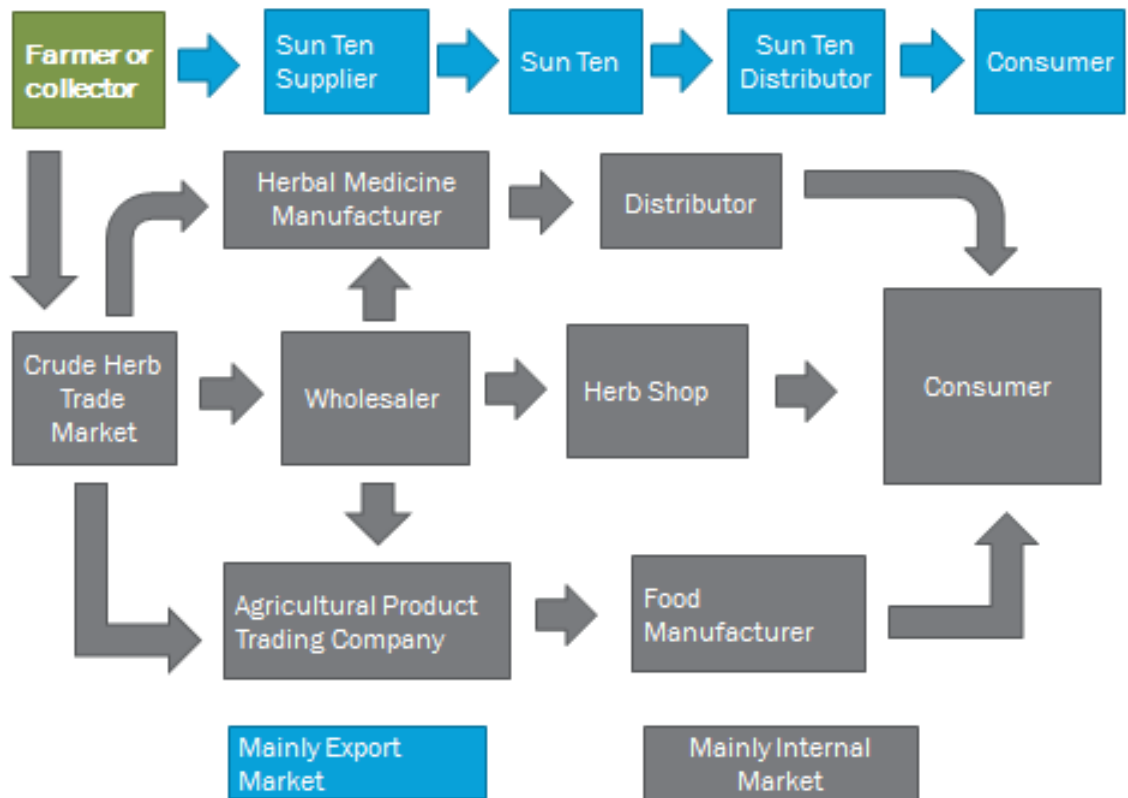 Farmer or
collector
Sun Ten
Supplier
Sun Ten
Sun Ten
Distributor
Consumer
Herbal Medicine
Manufacturer
Distributor
Crude Herb
Trade
Market
Wholesaler
Herb Shop
Consumer
Agricultural Product
Trading Company
Food
Manufacturer
Mainly Export
Market
Mainly Internal
Market